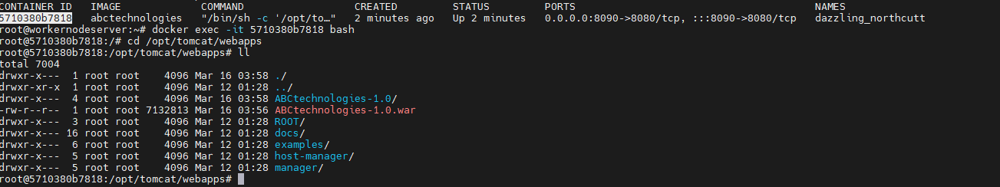 CONTAINER ID   IMAGE             COMMAND                  CREATED         STATUS         PORTS                                       NAMES
5710380b7818   abctechnologies   "/bin/sh -c '/opt/to…"   2 minutes ago   Up 2 minutes   0.0.0.0:8090->8080/tcp, :::8090->8080/tcp   dazzling_northcutt
root@workernodeserver:~# docker exec -it 5710380b7818 bash
root@5710380b7818:/# cd /opt/tomcat/webapps
root@5710380b7818:/opt/tomcat/webapps# ll
total 7004
drwxr-x---  1 root root    4096 Mar 16 03:58 ./
drwxr-xr-x  1 root root    4096 Mar 12 01:28 ../
drwxr-x---  4 root root    4096 Mar 16 03:58 ABCtechnologies-1.0/
-rw-r--r--  1 root root 7132813 Mar 16 03:56 ABCtechnologies-1.0.war
drwxr-x---  3 root root    4096 Mar 12 01:28 ROOT/
drwxr-x--- 16 root root    4096 Mar 12 01:28 docs/
drwxr-x---  6 root root    4096 Mar 12 01:28 examples/
drwxr-x---  5 root root    4096 Mar 12 01:28 host-manager/
drwxr-x---  5 root root    4096 Mar 12 01:28 manager/
root@5710380b7818:/opt/tomcat/webapps#